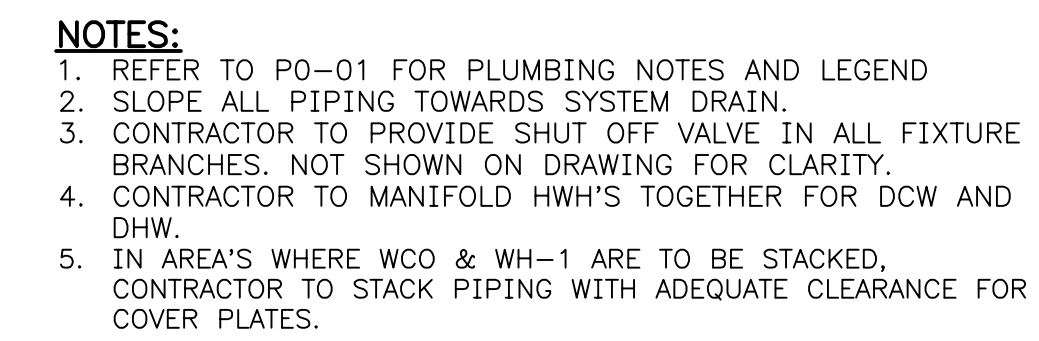 NOTES:
1. REFER TO P0-01 FOR PLUMBING NOTES AND LEGEND
2. SLOPE ALL PIPING TOWARDS SYSTEM DRAIN.
3. CONTRACTOR TO PROVIDE SHUT OFF VALVE IN ALL FIXTURE
BRANCHES. NOT SHOWN ON DRAWING FOR CLARITY.
4. CONTRACTOR TO MANIFOLD HWH'S TOGETHER FOR DCW AND
DHW.
5. IN AREA'S WHERE WCO & WH-1 ARE TO BE STACKED,
CONTRACTOR TO STACK PIPING WITH ADEQUATE CLEARANCE FOR
COVER PLATES.